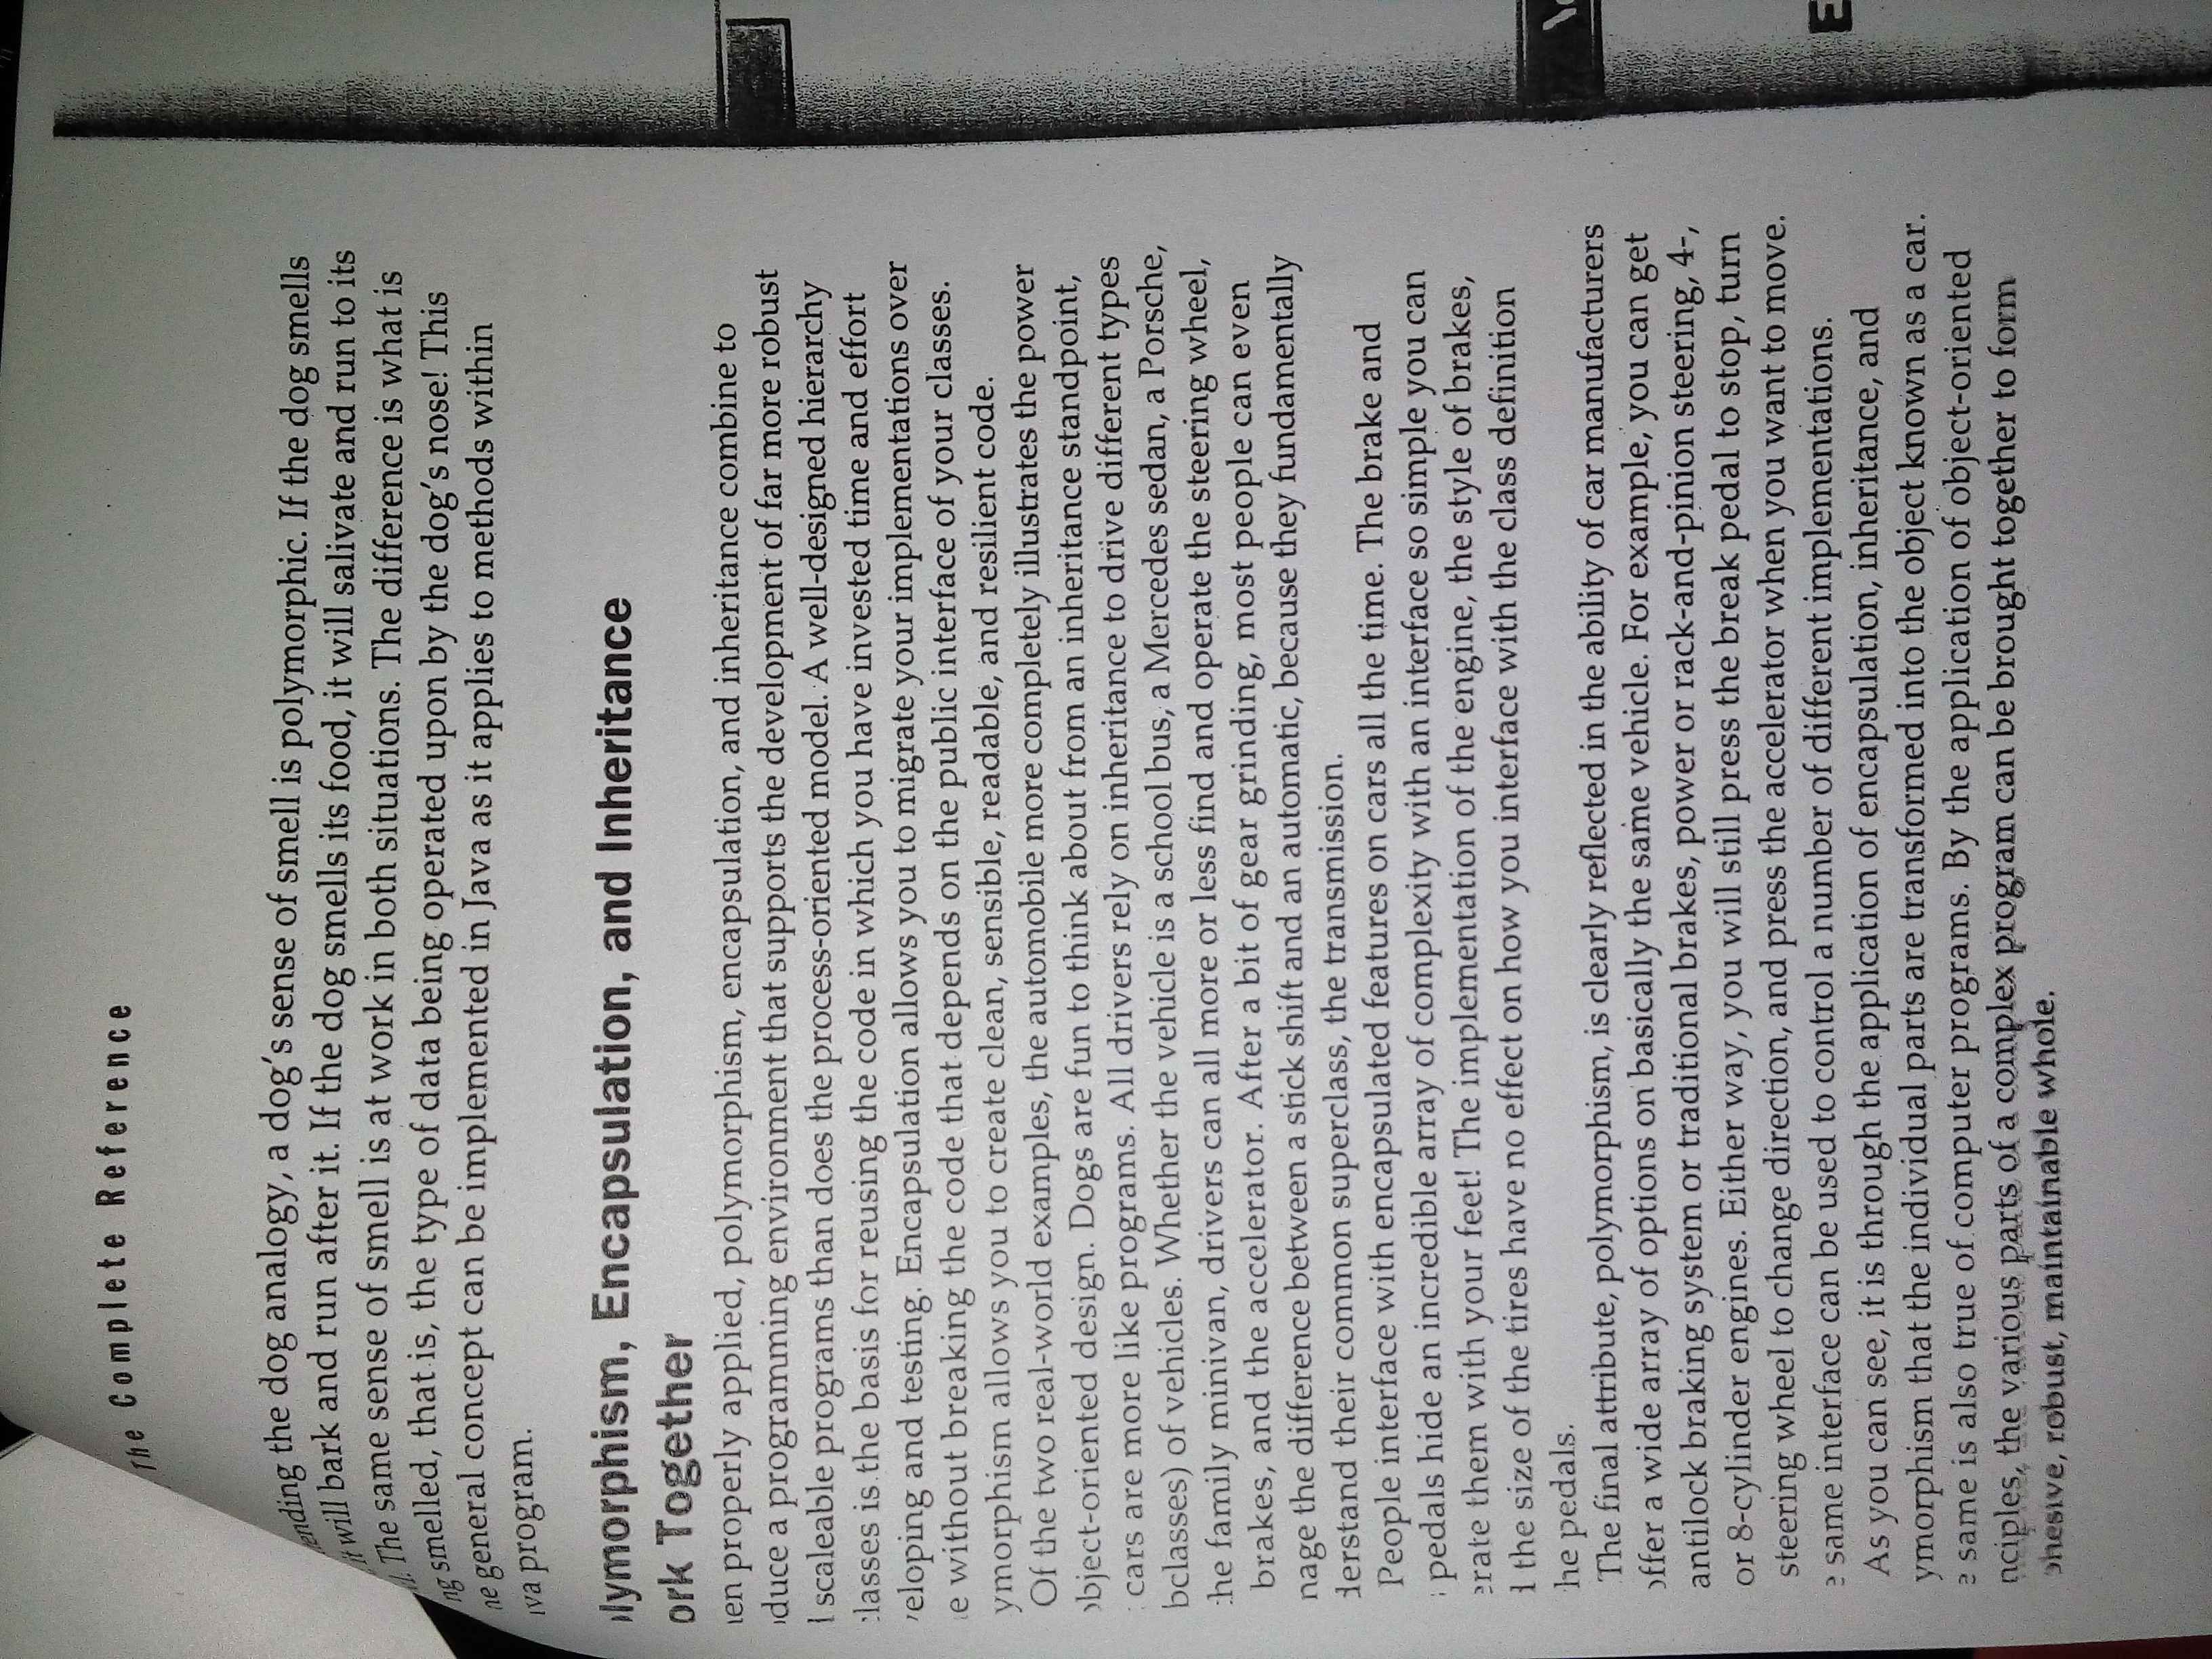 The Complete Reference
ending the dog analogy, a dog's sense of smell is polymorphic. If the dog smells
it will bark and run after it. If the dog smells its food, it will salivate and run to its
The same sense of smell is at work in both situations. The difference is what is
ng smelled, that is, the type of data being operated upon by the dog's nose! This
ne general concept can be implemented in Java as it applies to methods within
va program.
lymorphism, Encapsulation, and Inheritance
ork Together
en properly applied, polymorphism, encapsulation, and inheritance combine to
duce a programming environment that supports the development of far more robust
l scaleable programs than does the process-oriented model. A well-designed hierarchy
lasses is the basis for reusing the code in which you have invested time and effort
eloping and testing. Encapsulation allows you to migrate your implementations over
e without breaking the code that depends on the public interface of your classes.
ymorphism allows you to create clean, sensible, readable, and resilient code.
Of the two real-world examples, the automobile more completely illustrates the power
bject-oriented design. Dogs are fun to think about from an inheritance standpoint,
cars are more like programs. All drivers rely on inheritance to drive different types
bclasses) of vehicles. Whether the vehicle is a school bus, a Mercedes sedan, a Porsche,
he family minivan, drivers can all more or less find and operate the steering wheel,
brakes, and the accelerator. After a bit of gear grinding, most people can even
nage the difference between a stick shift and an automatic, because they fundamentally
derstand their common superclass, the transmission.
People interface with encapsulated features on cars all the time. The brake and
pedals hide an incredible array of complexity with an interface so simple you can
erate them with your feet! The implementation of the engine, the style of brakes,
l the size of the tires have no effect on how you interface with the class definition
he pedals.
The final attribute, polymorphism, is clearly reflected in the ability of car manufacturers
offer a wide array of options on basically the same vehicle. For example, you can get
antilock braking system or traditional brakes, power or rack-and-pinion steering, 4-,
or 8-cylinder engines. Either way, you will still press the break pedal to stop, turn
steering wheel to change direction, and press the accelerator when you want to move.
e same interface can be used to control a number of different implementations.
As you can see, it is through the application of encapsulation, inheritance, and
ymorphism that the individual parts are transformed into the object known as a car.
e same is also true of computer programs. By the application of object-oriented
nciples, the various parts of a complex program can be brought together to form
ohesive, robust, maintainable whole.